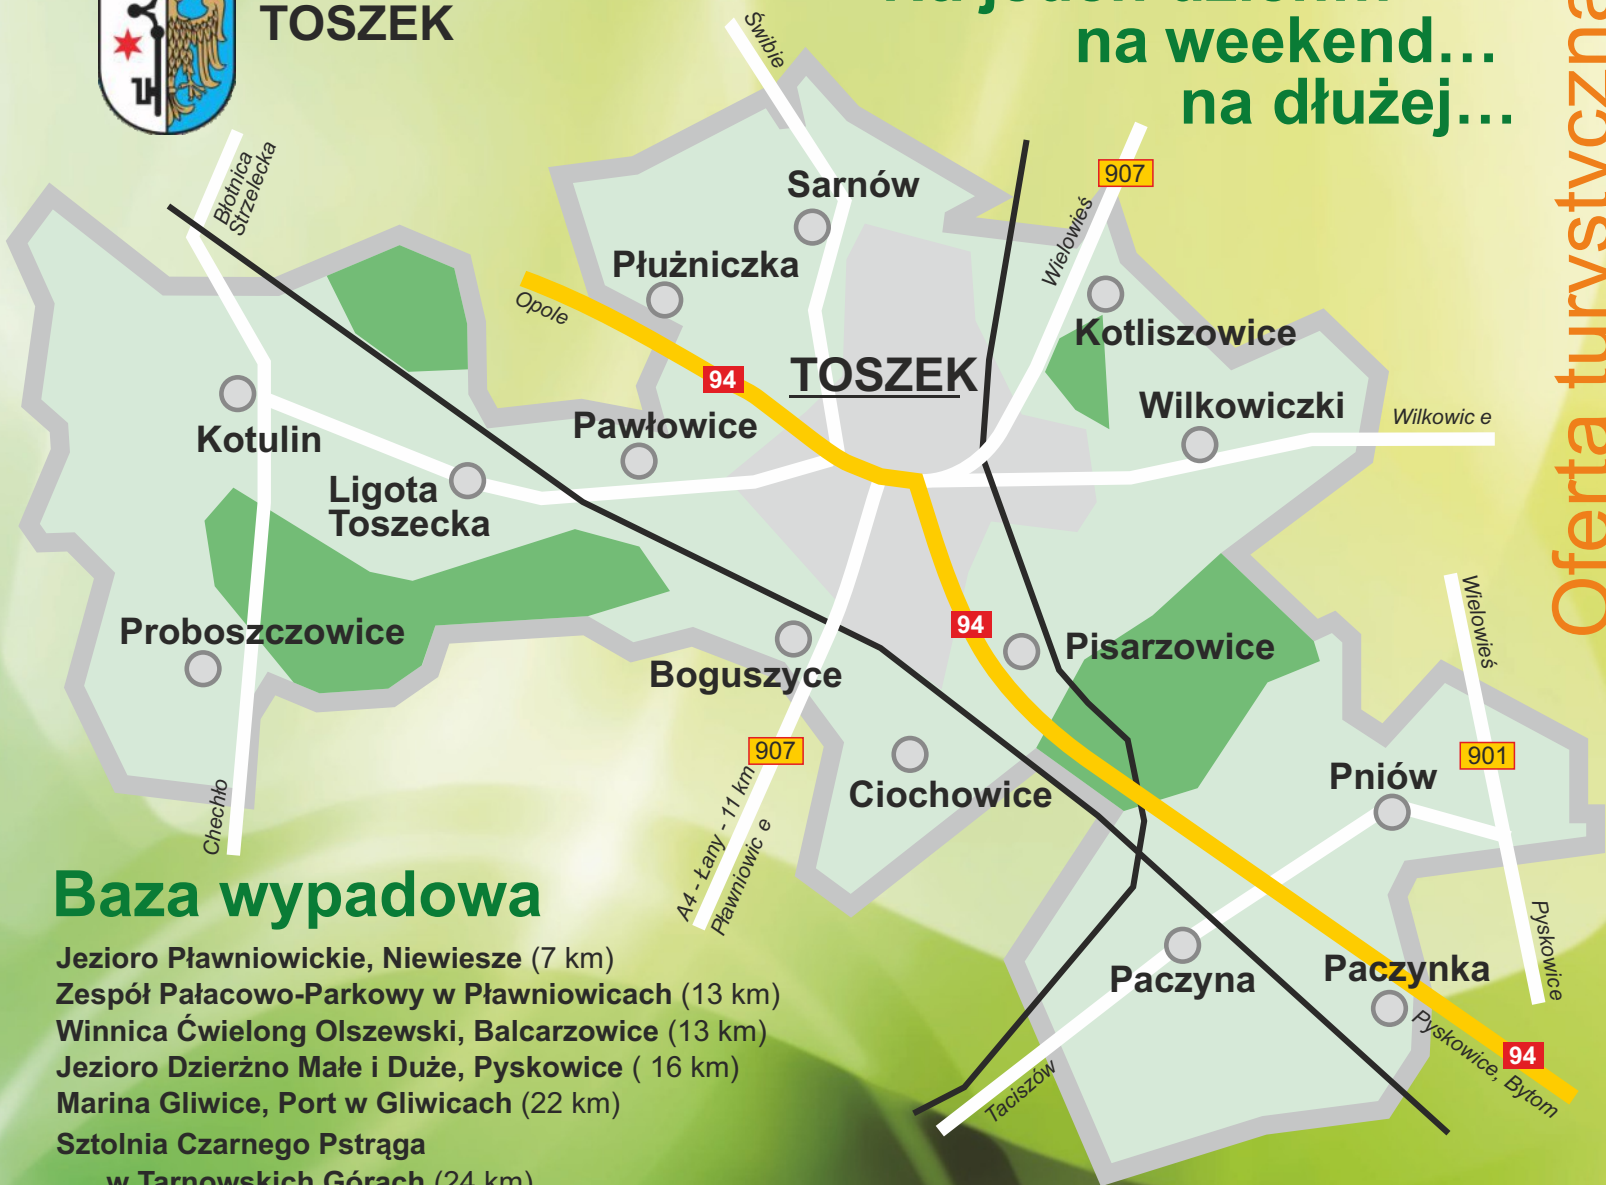 TOSZEK
na weekend…
na dłużej…
Oferta turystyczna
Świbie
Błotnica
Strzelecka
907
Wielowieś
Sarnów
Płużniczka
Opole
Kotliszowice
94
TOSZEK
Wilkowiczki
Wilkowic e
Kotulin
Pawłowice
Ligota
Toszecka
Proboszczowice
94
Pisarzowice
Wielowieś
Boguszyce
907
901
Pniów
Ciochowice
Chechło
A4 - Łany - 11 km
Pławniowic e
Pyskowice
Paczyna
Paczynka
Pyskowice, Bytom
94
Taciszów
Baza wypadowa
Jezioro Pławniowickie, Niewiesze (7 km)
Zespół Pałacowo-Parkowy w Pławniowicach (13 km)
Winnica Ćwielong Olszewski, Balcarzowice (13 km)
Jezioro Dzierżno Małe i Duże, Pyskowice ( 16 km)
Marina Gliwice, Port w Gliwicach (22 km)
Sztolnia Czarnego Pstrąga
w Tarnowskich Górach (24 km)